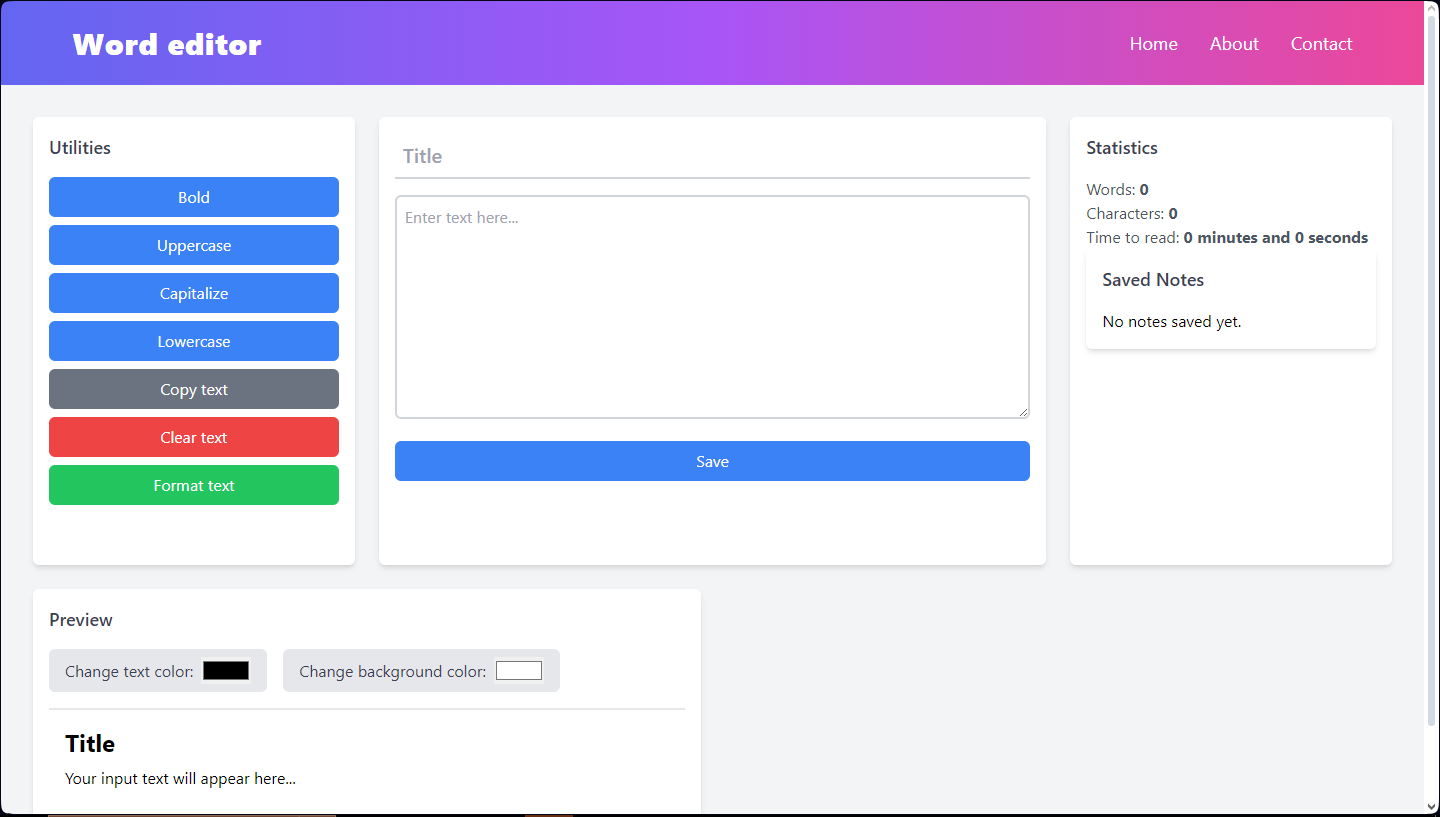 Word editor
Home About Contact
Utilities
Bold
Uppercase
Capitalize
Lowercase
Copy text
Clear text
Format text
Title
Enter text here...
Save
Statistics
Words: 0
Characters: 0
Time to read: 0 minutes and 0 seconds
Saved Notes
No notes saved yet.
Preview
Change text color:
Change background color:
Title
Your input text will appear here...